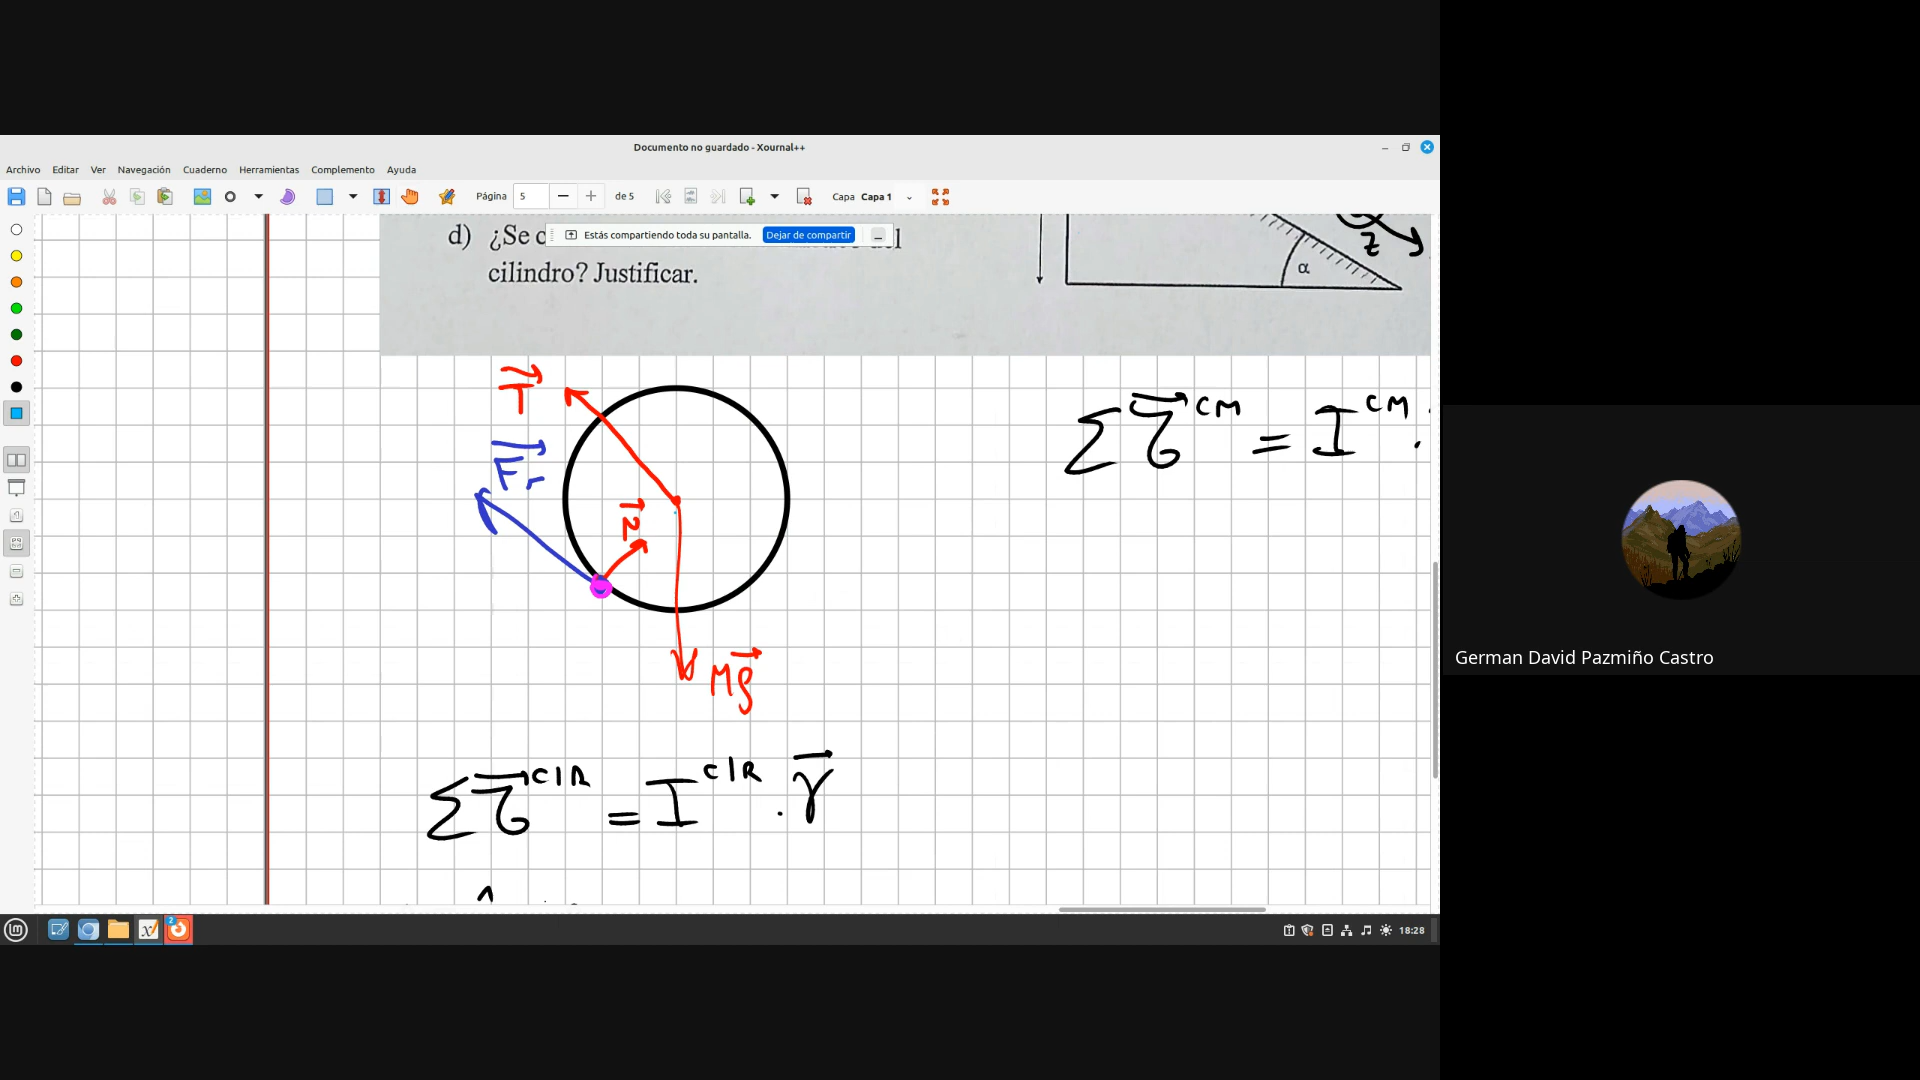 Documento no guardado - Xournal++
Archivo Editar Ver Navegación Cuaderno Herramientas Complemento Ayuda
Página 5 de 5 Capa Capa 1
Estás compartiendo toda su pantalla. Dejar de compartir
d) ¿Se
cilindro? Justificar.
z
α
T
Fr
N
Mg
Σ τ CM = I CM .
Σ τ CIR = I CIR . γ
German David Pazmiño Castro
2
18:28